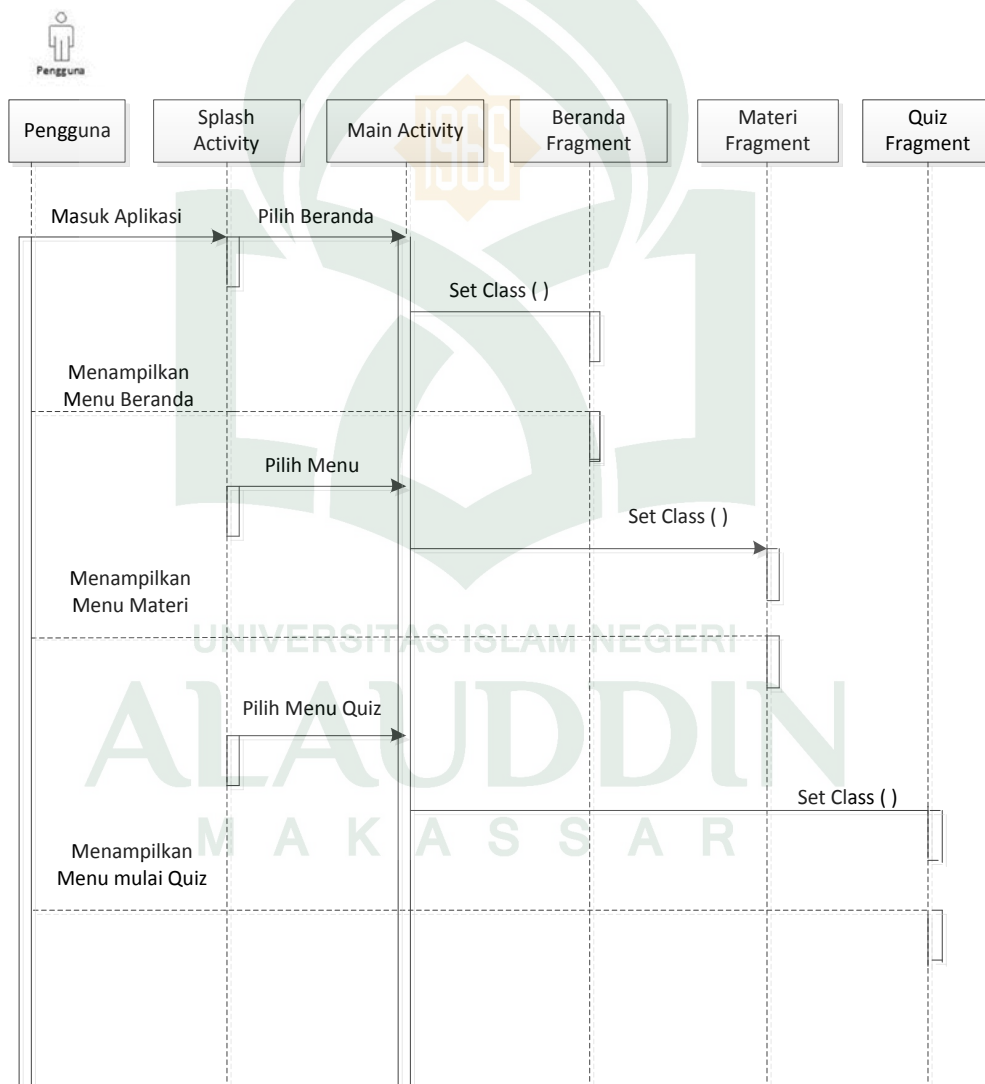 Pengguna
Pengguna
Splash
Activity
Main Activity
Beranda
Fragment
Materi
Fragment
Quiz
Fragment
1965
Masuk Aplikasi
Pilih Beranda
Set Class ( )
Menampilkan
Menu Beranda
Pilih Menu
Set Class ( )
Menampilkan
Menu Materi
UNIVERSITAS ISLAM NEGERI
ALAUDDIN
Pilih Menu Quiz
Set Class ( )
MAKASSAR
Menampilkan
Menu mulai Quiz